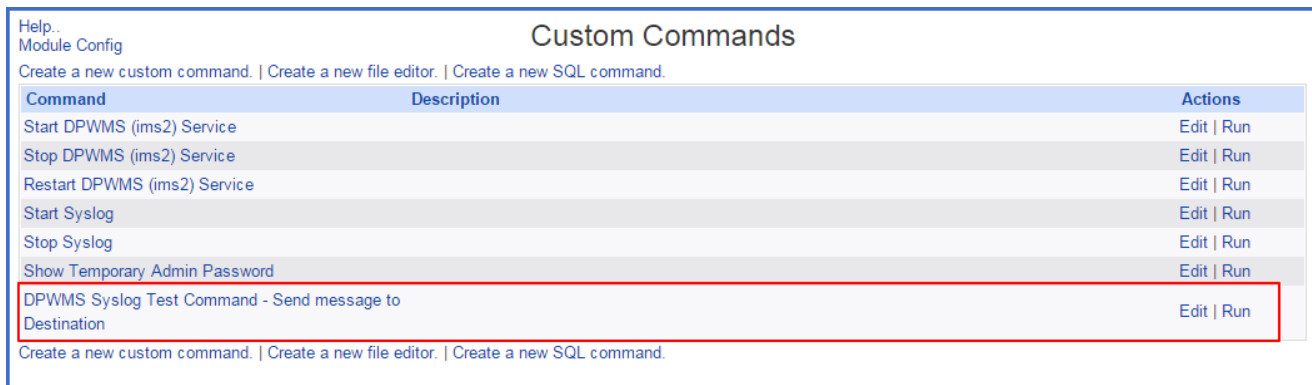 Help..
Module Config
Custom Commands
Create a new custom command. | Create a new file editor. | Create a new SQL command.
Command Description Actions
Start DPWMS (ims2) Service Edit | Run
Stop DPWMS (ims2) Service Edit | Run
Restart DPWMS (ims2) Service Edit | Run
Start Syslog Edit | Run
Stop Syslog Edit | Run
Show Temporary Admin Password Edit | Run
DPWMS Syslog Test Command - Send message to
Destination Edit | Run
Create a new custom command. | Create a new file editor. | Create a new SQL command.